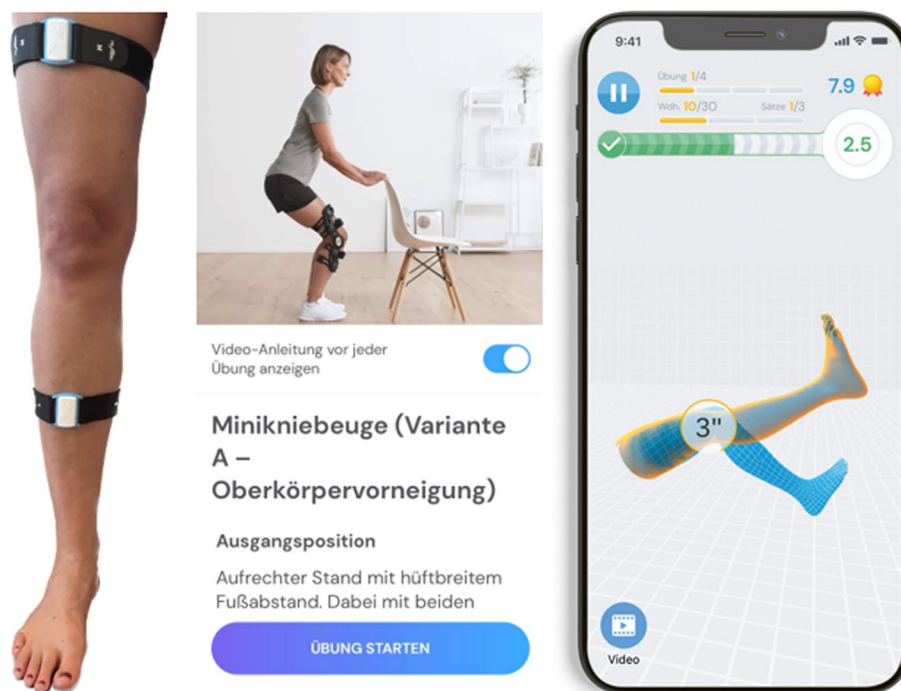 Video-Anleitung vor jeder
Übung anzeigen
Minikniebeuge (Variante
A –
Oberkörpervorneigung)
Ausgangsposition
Aufrechter Stand mit hüftbreitem
Fußabstand. Dabei mit beiden
ÜBUNG STARTEN
9:41
Übung 1/4
7.9
Wdh. 10/30 Sätze 1/3
2.5
3"
Video